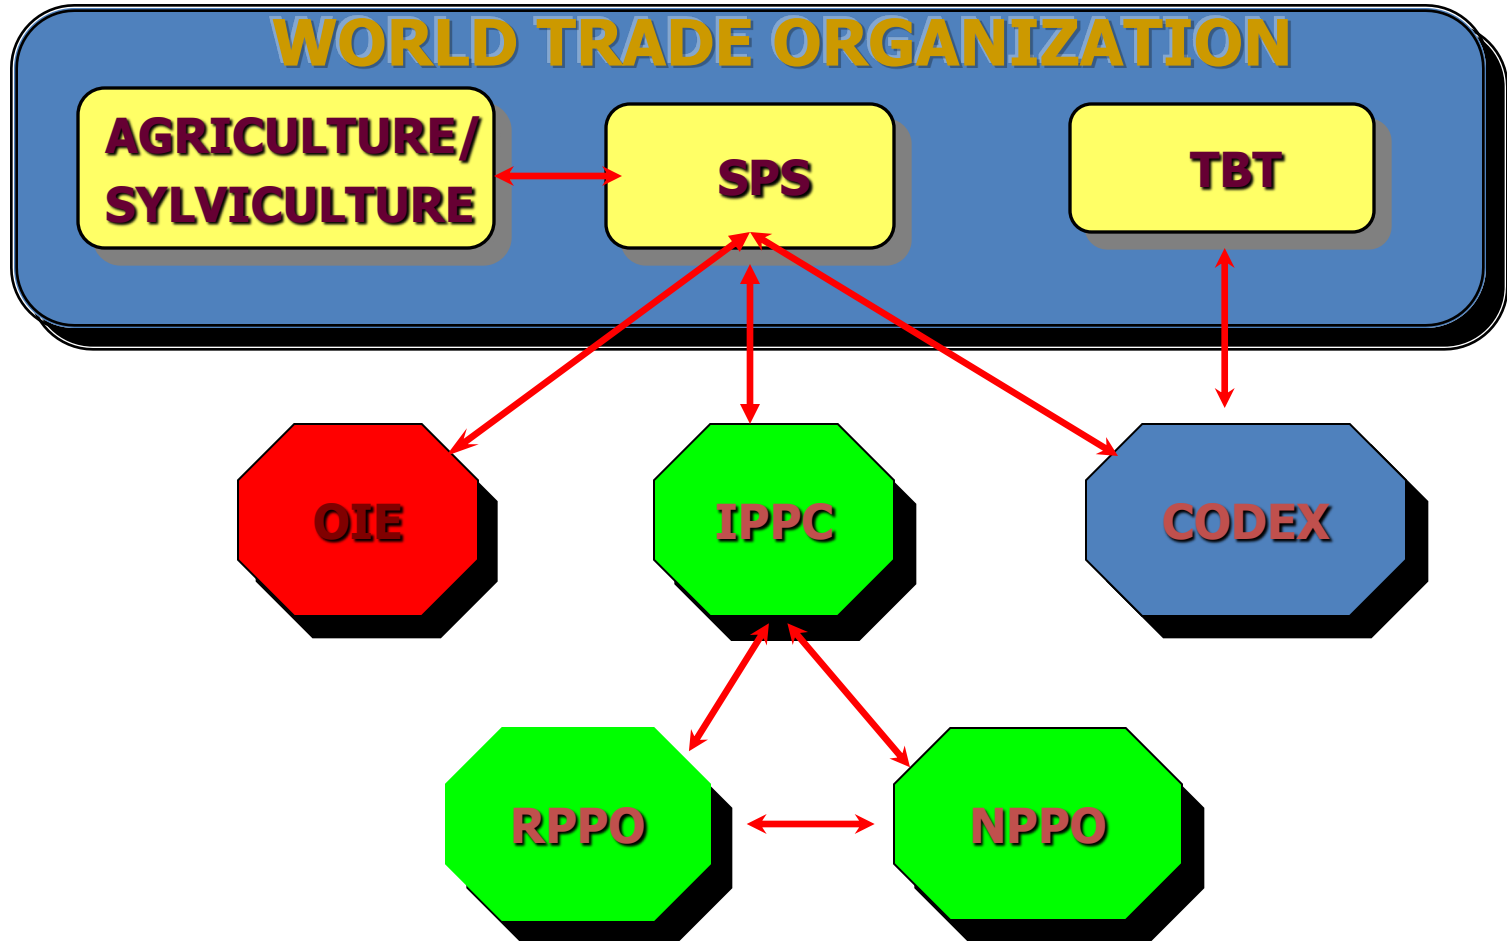 WORLD TRADE ORGANIZATION
AGRICULTURE/
SYLVICULTURE
SPS
TBT
OIE
IPPC
CODEX
RPPO
NPPO